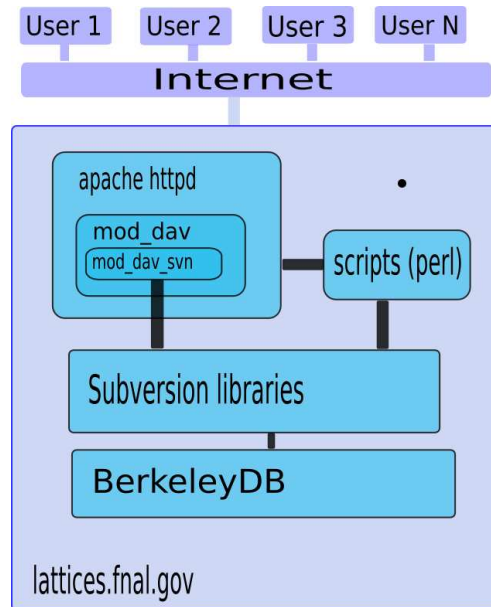 User 1 User 2 User 3 User N
Internet
apache httpd
mod_dav
mod_dav_svn
scripts (perl)
Subversion libraries
BerkeleyDB
lattices.fnal.gov